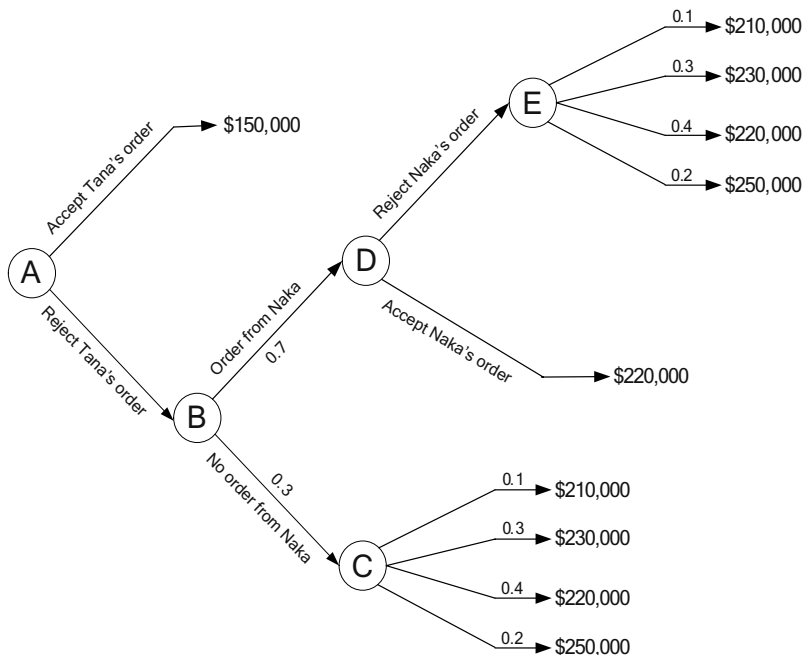 0.1
$210,000
0.3
$230,000
E
0.4
$220,000
0.2
$250,000
Reject Naka's order
Accept Tana's order
$150,000
D
A
Accept Naka's order
$220,000
Order from Naka
0.7
Reject Tana's order
B
No order from Naka
0.3
0.1
$210,000
0.3
$230,000
C
0.4
$220,000
0.2
$250,000